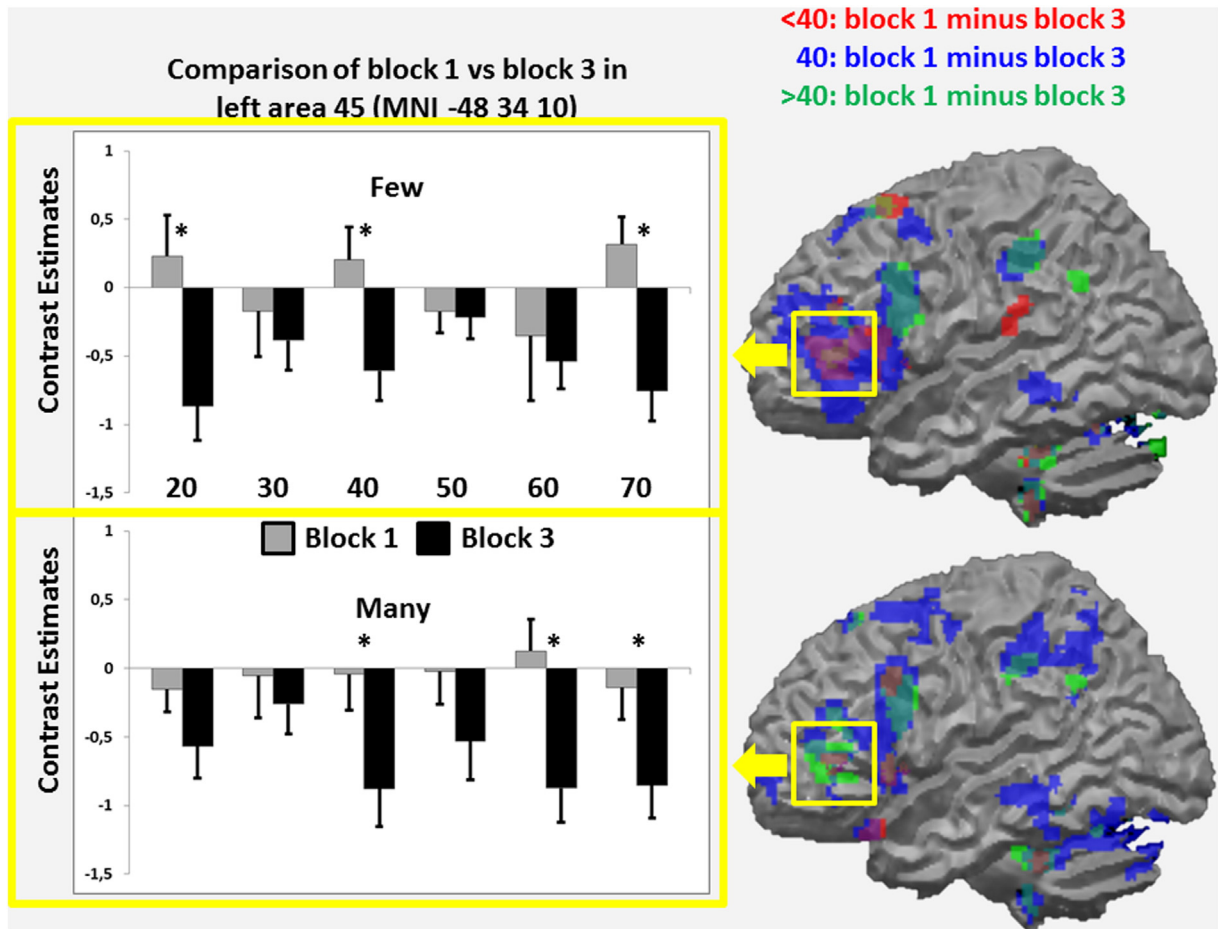 <40: block 1 minus block 3
40: block 1 minus block 3
>40: block 1 minus block 3
Comparison of block 1 vs block 3 in
left area 45 (MNI -48 34 10)
Contrast Estimates
1
0,5
0
-0,5
-1
-1,5
Few
* * *
20 30 40 50 60 70
Contrast Estimates
1
0,5
0
-0,5
-1
-1,5
Block 1 Block 3
Many
* * *